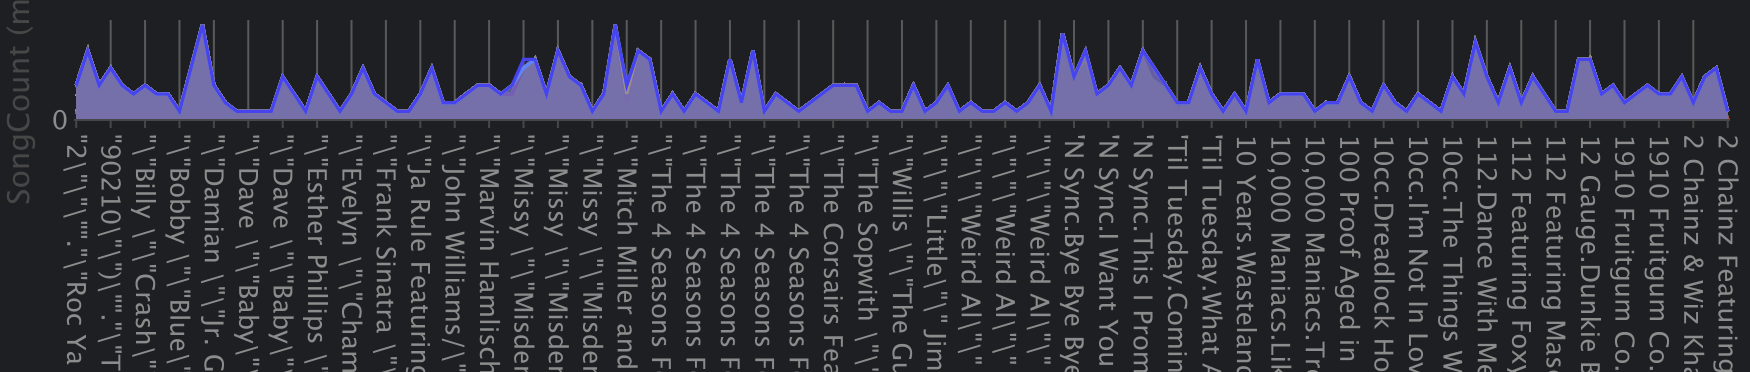 SongCount (m
0
"2\ \"\ \"\ \"" . "\ "Roc Ya
"90210\ \") \ "" . "\ "T
"\ \"Billy \ "\ "Crash\ "
"\ \"Bobby \ "\ "Blue\ "
"\ \"Damian \ "\ "Jr. G
"\ \"Dave \ "\ "Baby\ "
"\ \"Dave \ "\ "Baby\ "
"\ \"Esther Phillips \
"\ \"Evelyn \ "\ "Cham
"\ \"Frank Sinatra \ "\
"\ \"Ja Rule Featuring
"\ \"John Williams/\
"\ \"Marvin Hamlisch
"\ \"Missy \ "\ "Misder
"\ \"Missy \ "\ "Misder
"\ \"Missy \ "\ "Misder
"\ \"Mitch Miller and
"\ \"The 4 Seasons F
"\ \"The 4 Seasons F
"\ \"The 4 Seasons F
"\ \"The 4 Seasons F
"\ \"The 4 Seasons F
"\ \"The Corsairs Fea
"\ \"The Sopwith \ "\
"\ \"Willis \ "\ "The Gu
"\ \"\ \"Little\ "\ " Jim
"\ \"\ \"Weird Al\ "\ "
"\ \"\ \"Weird Al\ "\ "
"\ \"\ \"Weird Al\ "\ "
'N Sync.Bye Bye Bye
'N Sync.I Want You
'N Sync.This I Prom
'Til Tuesday.Comin
'Til Tuesday.What A
10 Years.Wasteland
10,000 Maniacs.Lik
10,000 Maniacs.Tr
100 Proof Aged in
10cc.Dreadlock Ho
10cc.I'm Not In Lov
10cc.The Things W
112.Dance With Me
112 Featuring Foxy
112 Featuring Mas
12 Gauge.Dunkie B
1910 Fruitgum Co.
1910 Fruitgum Co.
2 Chainz & Wiz Kha
2 Chainz Featuring